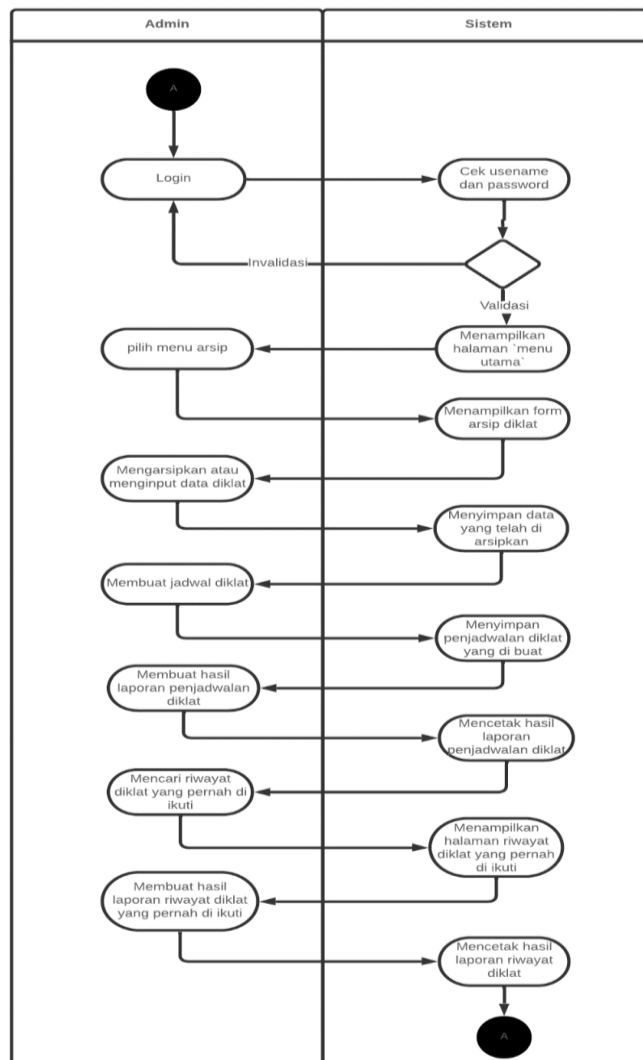 Admin
Sistem
A
Login
Cek usename
dan password
Invalidasi
Validasi
Menampilkan
halaman `menu
utama`
pilih menu arsip
Menampilkan form
arsip diklat
Mengarsipkan atau
menginput data diklat
Menyimpan data
yang telah di
arsipkan
Membuat jadwal diklat
Menyimpan
penjadwalan diklat
yang di buat
Membuat hasil
laporan penjadwalan
diklat
Mencetak hasil
laporan
penjadwalan diklat
Mencari riwayat
diklat yang pernah di
ikuti
Menampilkan
halaman riwayat
diklat yang pernah
di ikuti
Membuat hasil
laporan riwayat diklat
yang pernah di ikuti
Mencetak hasil
laporan riwayat
diklat
A